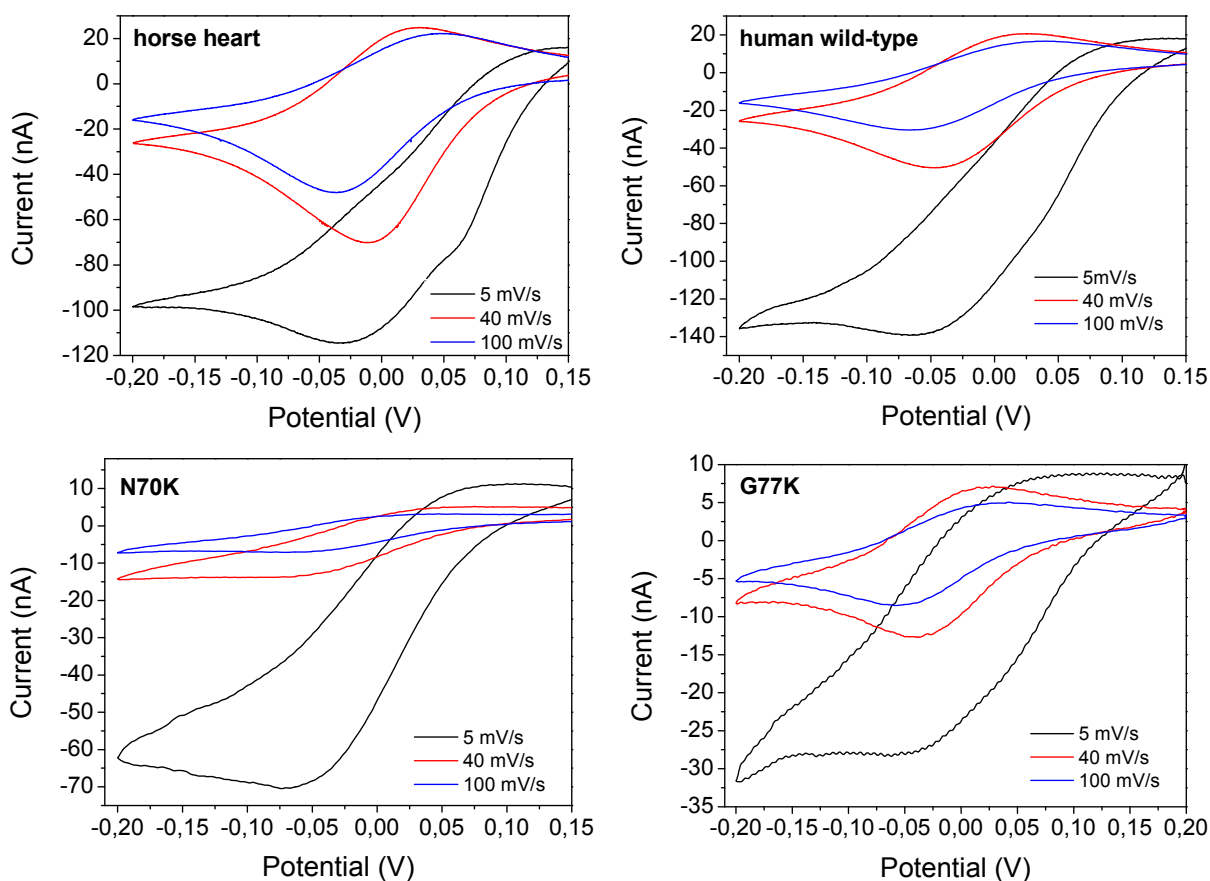 horse heart
Current (nA)
20
0
-20
-40
-60
-80
-100
-120
5 mV/s
40 mV/s
100 mV/s
-0,20 -0,15 -0,10 -0,05 0,00 0,05 0,10 0,15
Potential (V)
human wild-type
Current (nA)
20
0
-20
-40
-60
-80
-100
-120
-140
5mV/s
40 mV/s
100 mV/s
-0.20 -0.15 -0.10 -0.05 0.00 0.05 0.10 0.15
Potential (V)
N70K
Current (nA)
10
0
-10
-20
-30
-40
-50
-60
-70
5 mV/s
40 mV/s
100 mV/s
-0,20 -0,15 -0,10 -0,05 0,00 0,05 0,10 0,15
Potential (V)
G77K
Current (nA)
10
5
0
-5
-10
-15
-20
-25
-30
-35
5 mV/s
40 mV/s
100 mV/s
-0,20 -0,15 -0,10 -0,05 0,00 0,05 0,10 0,15 0,20
Potential (V)